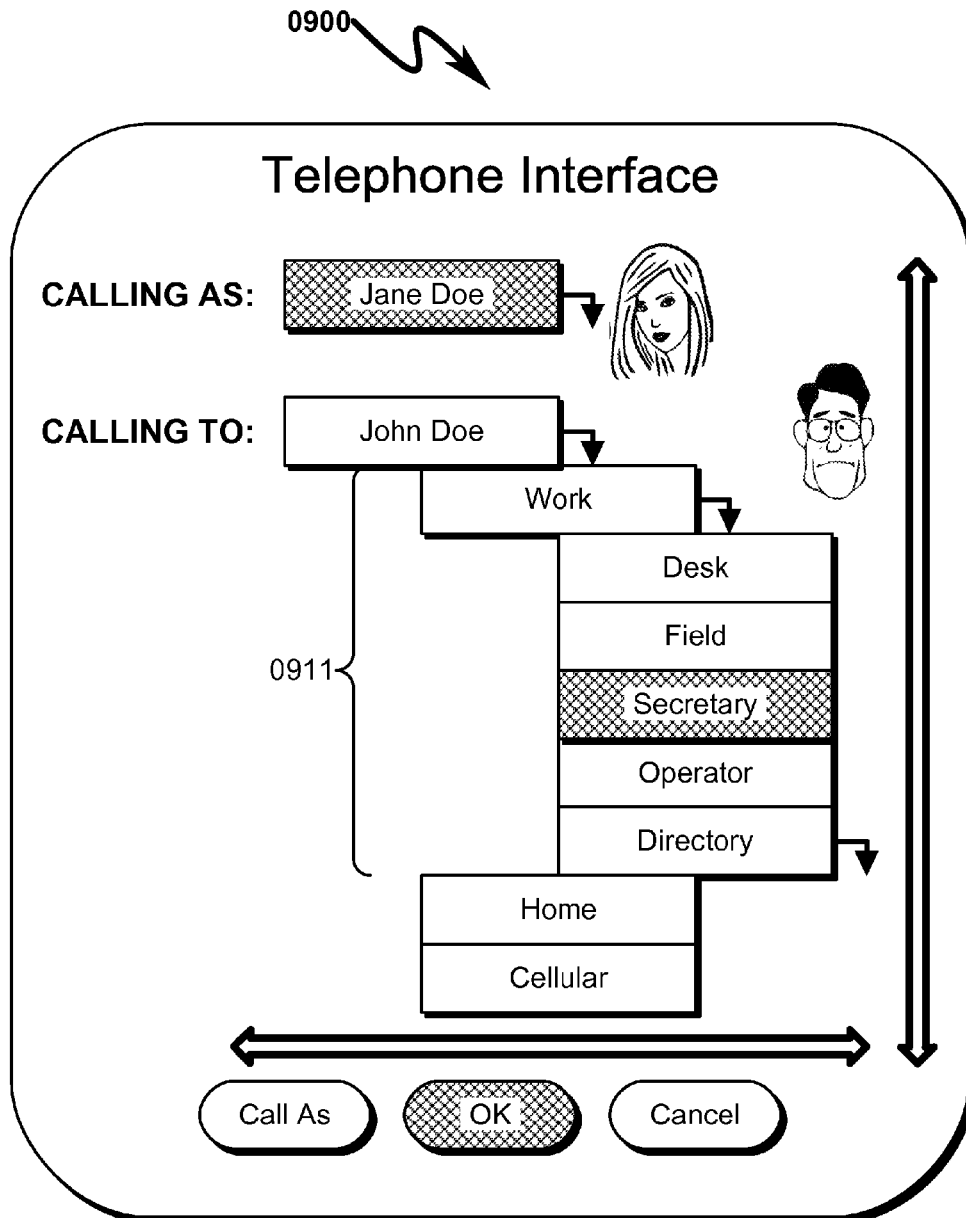 0900
Telephone Interface
CALLING AS: Jane Doe
CALLING TO: John Doe
Work
Desk
Field
0911
Secretary
Operator
Directory
Home
Cellular
Call As OK Cancel